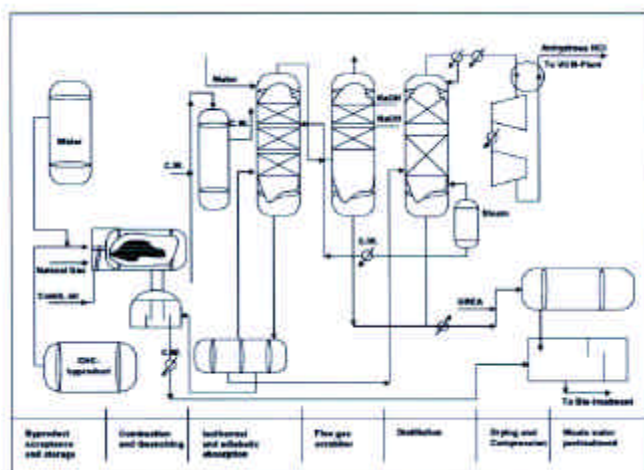 Anhydrous HCl
To VCM-Plant
Water
NaOH
C.W.
NaOH
Water
C.W.
Steam
C.W.
Natural Gas
Comb. air
UREA
C.W.
CHC-
byproduct
To Bio-treatment
Byproduct
acceptance
and storage
Combustion
and Quenching
Isothermal
and adiabatic
absorption
Flue gas
scrubber
Distillation
Drying and
Compression
Waste water
pretreatment